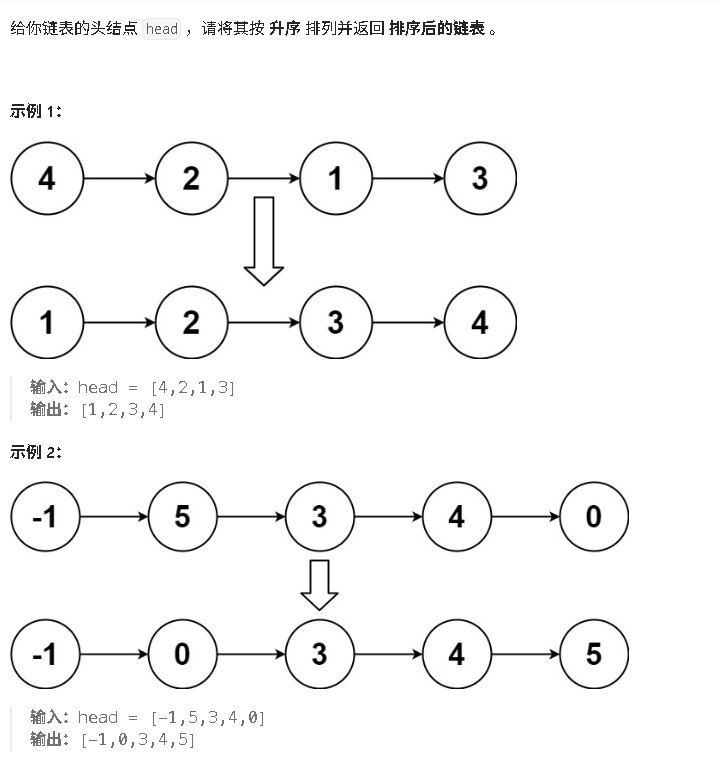 给你链表的头结点 head ，请将其按 升序 排列并返回 排序后的链表 。
示例 1：
4 2 1 3
1 2 3 4
输入：head = [4,2,1,3]
输出：[1,2,3,4]
示例 2：
-1 5 3 4 0
-1 0 3 4 5
输入：head = [-1,5,3,4,0]
输出：[-1,0,3,4,5]